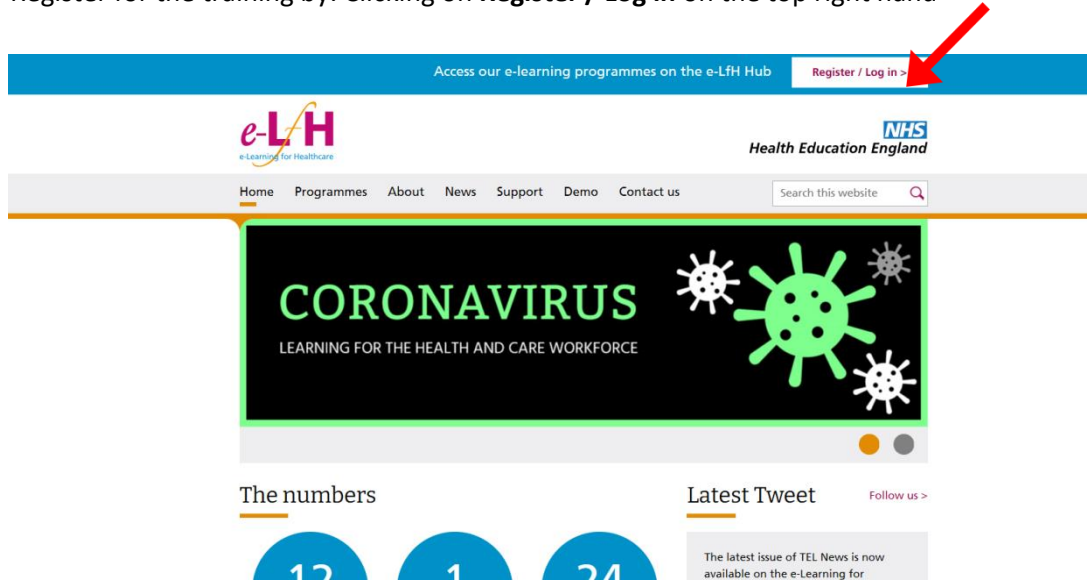 Register for the training by: Clicking on Register / Log in on the top right hand
Access our e-learning programmes on the e-LfH Hub
Register / Log in >
e-LfH
e-Learning for Healthcare
NHS
Health Education England
Home Programmes About News Support Demo Contact us
Search this website
CORONAVIRUS
LEARNING FOR THE HEALTH AND CARE WORKFORCE
The numbers
Latest Tweet
Follow us >
12 1 24
The latest issue of TEL News is now
available on the e-Learning for